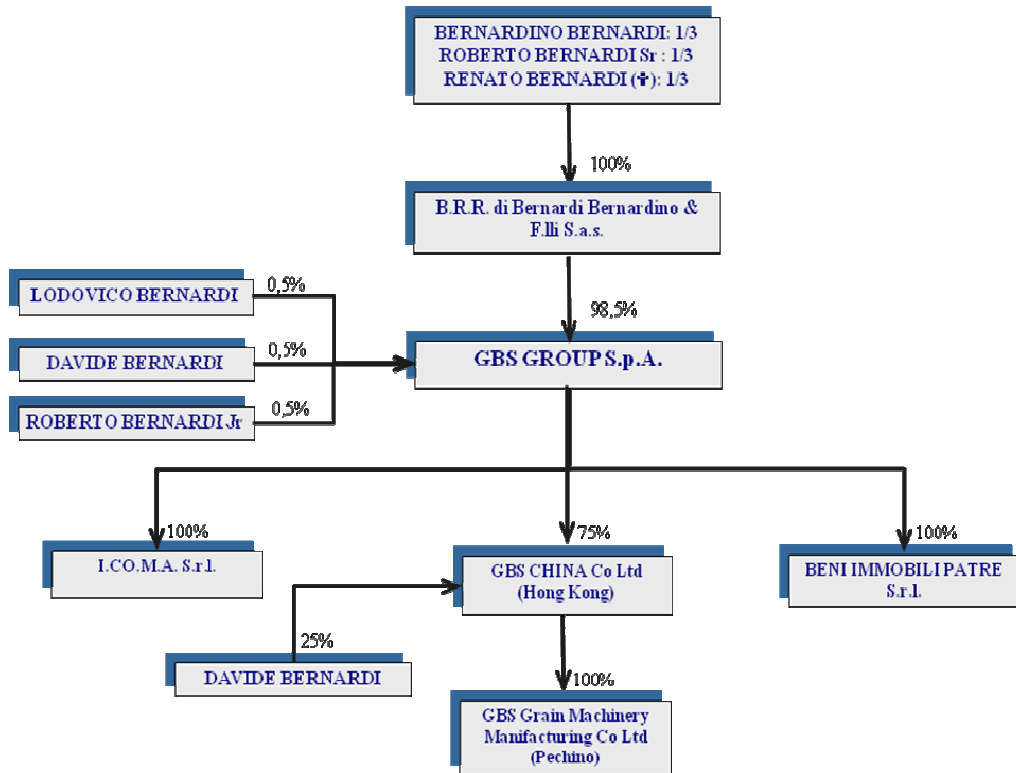 BERNARDINO BERNARDI: 1/3
ROBERTO BERNARDI Sr : 1/3
RENATO BERNARDI (✝): 1/3
100%
B.R.R. di Bernardi Bernardino &
F.lli S.a.s.
98,5%
LODOVICO BERNARDI
0,5%
DAVIDE BERNARDI
0,5%
ROBERTO BERNARDI Jr
0,5%
GBS GROUP S.p.A.
100%
I.CO.M.A. S.r.l.
75%
GBS CHINA Co Ltd
(Hong Kong)
100%
BENI IMMOBILI PATRE
S.r.l.
25%
DAVIDE BERNARDI
100%
GBS Grain Machinery
Manifacturing Co Ltd
(Pechino)